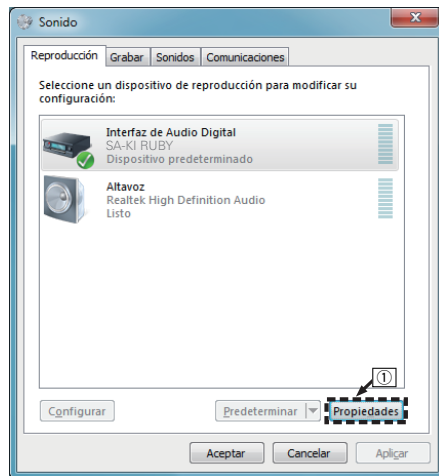 Sonido
Reproducción Grabar Sonidos Comunicaciones
Seleccione un dispositivo de reproducción para modificar su
configuración:
Interfaz de Audio Digital
SA-KI RUBY
Dispositivo predeterminado
Altavoz
Realtek High Definition Audio
Listo
①
Configurar Predeterminar Propiedades
Aceptar Cancelar Aplicar